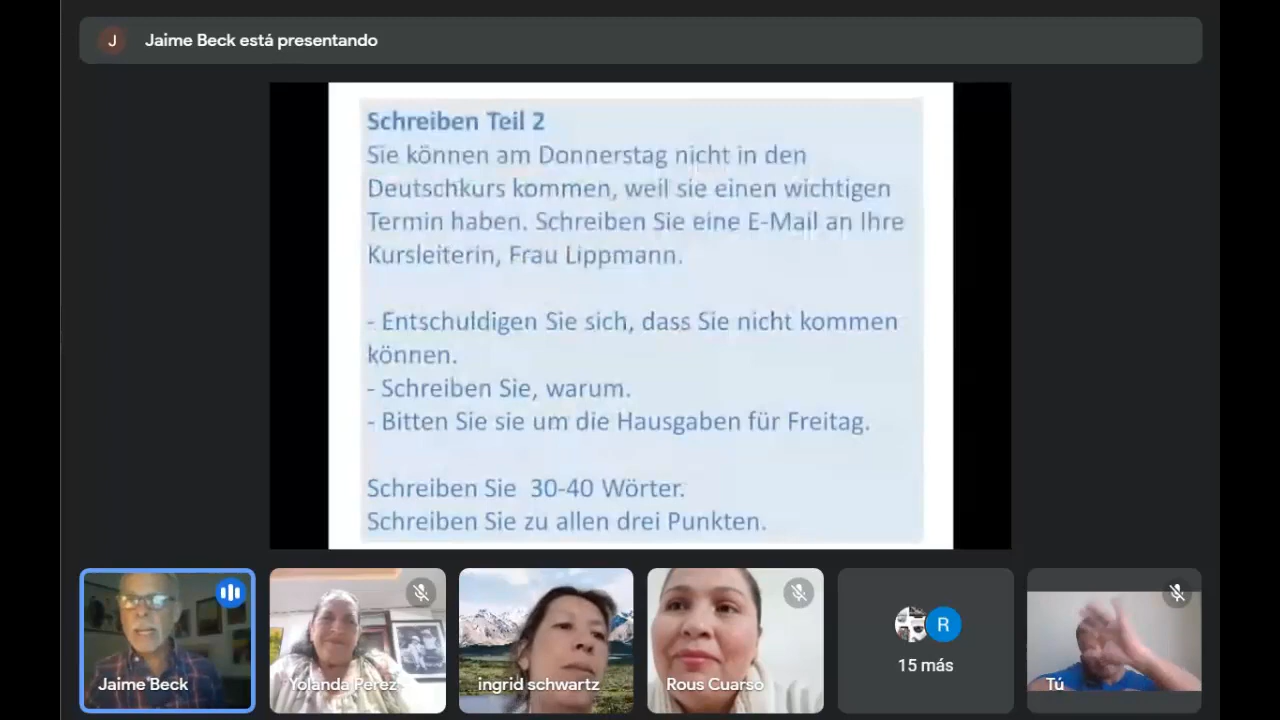 J Jaime Beck está presentando
Schreiben Teil 2
Sie können am Donnerstag nicht in den
Deutschkurs kommen, weil sie einen wichtigen
Termin haben. Schreiben Sie eine E-Mail an Ihre
Kursleiterin, Frau Lippmann.
- Entschuldigen Sie sich, dass Sie nicht kommen
können.
- Schreiben Sie, warum.
- Bitten Sie sie um die Hausgaben für Freitag.
Schreiben Sie 30-40 Wörter.
Schreiben Sie zu allen drei Punkten.
R
15 más
Jaime Beck
Yolanda Perez
ingrid schwartz
Rous Cuarso
Tú